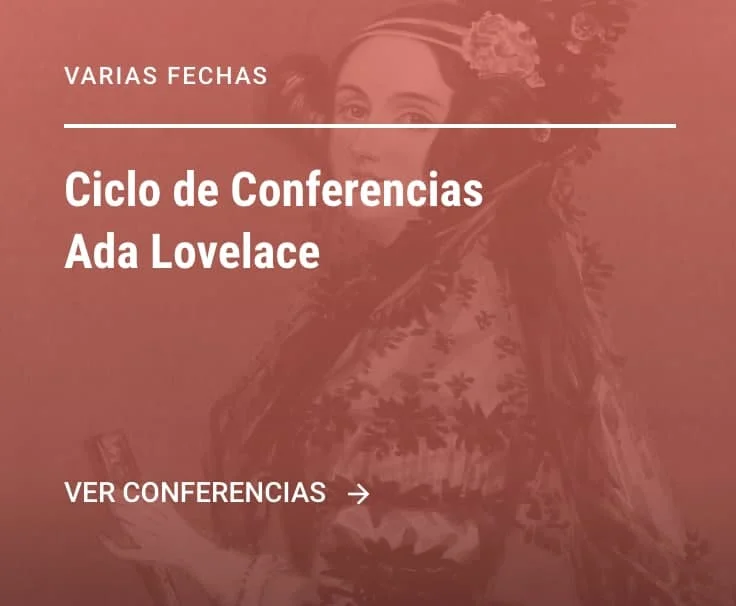 VARIAS FECHAS
Ciclo de Conferencias
Ada Lovelace
VER CONFERENCIAS →